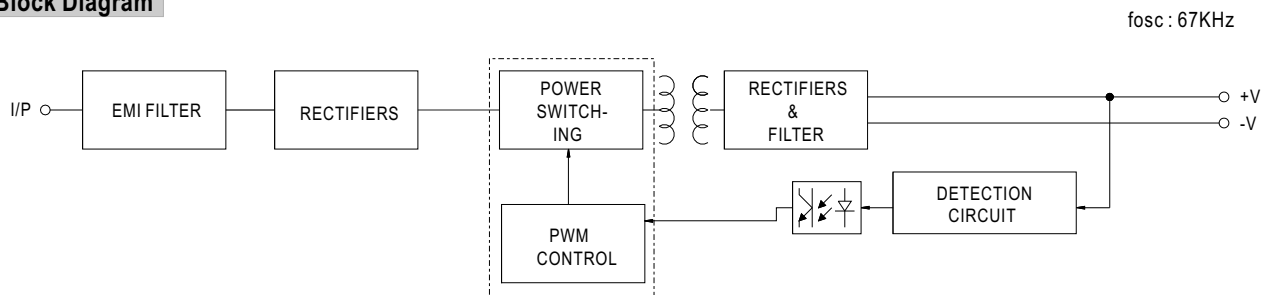 Block Diagram
fosc : 67KHz
I/P
EMI FILTER
RECTIFIERS
POWER
SWITCH-
ING
RECTIFIERS
&
FILTER
+V
-V
DETECTION
CIRCUIT
PWM
CONTROL